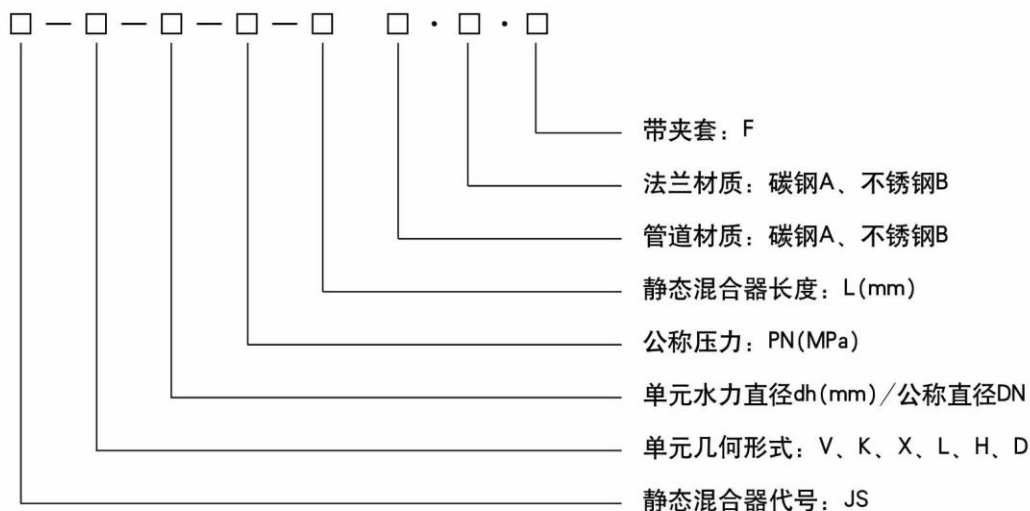 □—□—□—□—□ □·□·□
带夹套：F
法兰材质：碳钢A、不锈钢B
管道材质：碳钢A、不锈钢B
静态混合器长度：L(mm)
公称压力：PN(MPa)
单元水力直径dh(mm)/公称直径DN
单元几何形式：V、K、X、L、H、D
静态混合器代号：JS